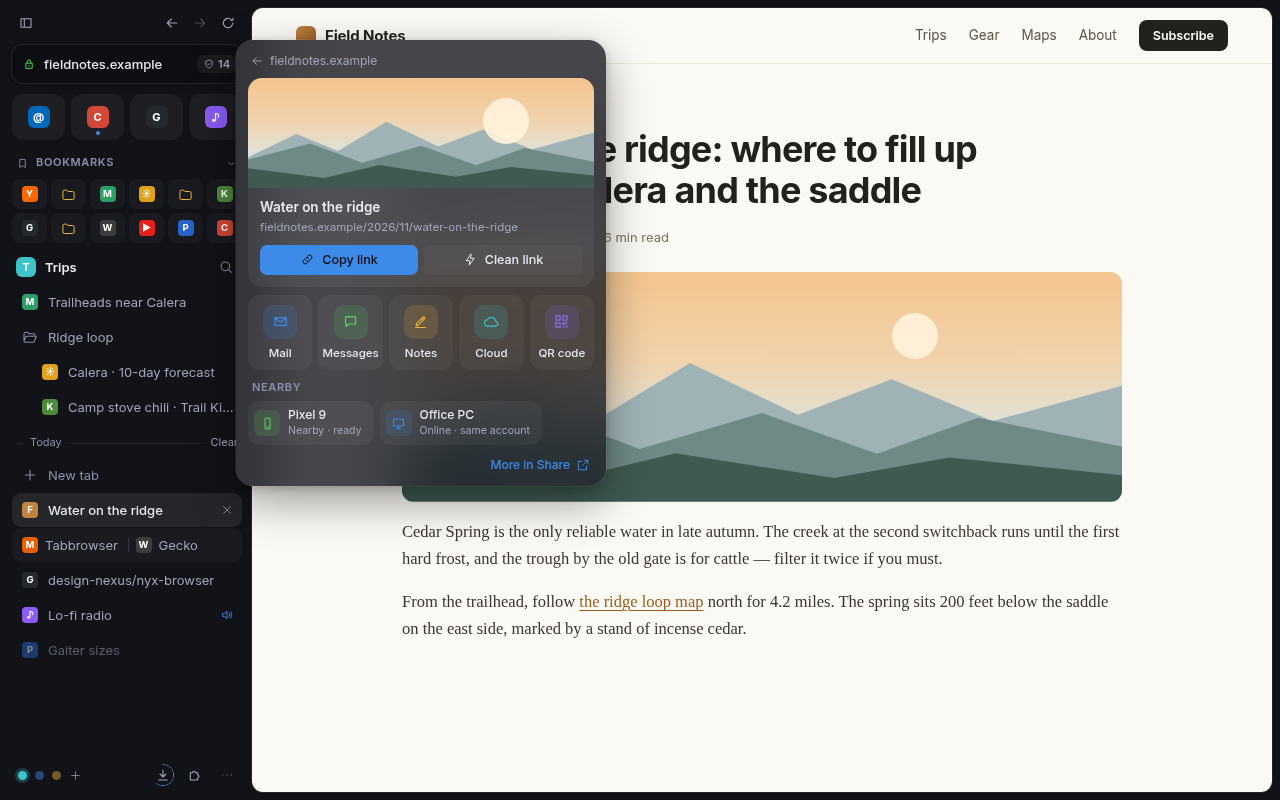 fieldnotes.example
14
@
C
G
BOOKMARKS
Y
M
K
G
W
P
C
T
Trips
M
Trailheads near Calera
Ridge loop
Calera · 10-day forecast
K
Camp stove chili · Trail Ki...
Today
Clear
New tab
F
Water on the ridge
M
Tabbrowser
W
Gecko
G
design-nexus/nyx-browser
Lo-fi radio
P
Gaiter sizes
fieldnotes.example
Water on the ridge
fieldnotes.example/2026/11/water-on-the-ridge
Copy link
Clean link
Mail
Messages
Notes
Cloud
QR code
NEARBY
Pixel 9
Nearby · ready
Office PC
Online · same account
More in Share
Field Notes
Trips
Gear
Maps
About
Subscribe
ridge: where to fill up
and the saddle
6 min read
Cedar Spring is the only reliable water in late autumn. The creek at the second switchback runs until the first
hard frost, and the trough by the old gate is for cattle — filter it twice if you must.
From the trailhead, follow the ridge loop map north for 4.2 miles. The spring sits 200 feet below the saddle
on the east side, marked by a stand of incense cedar.